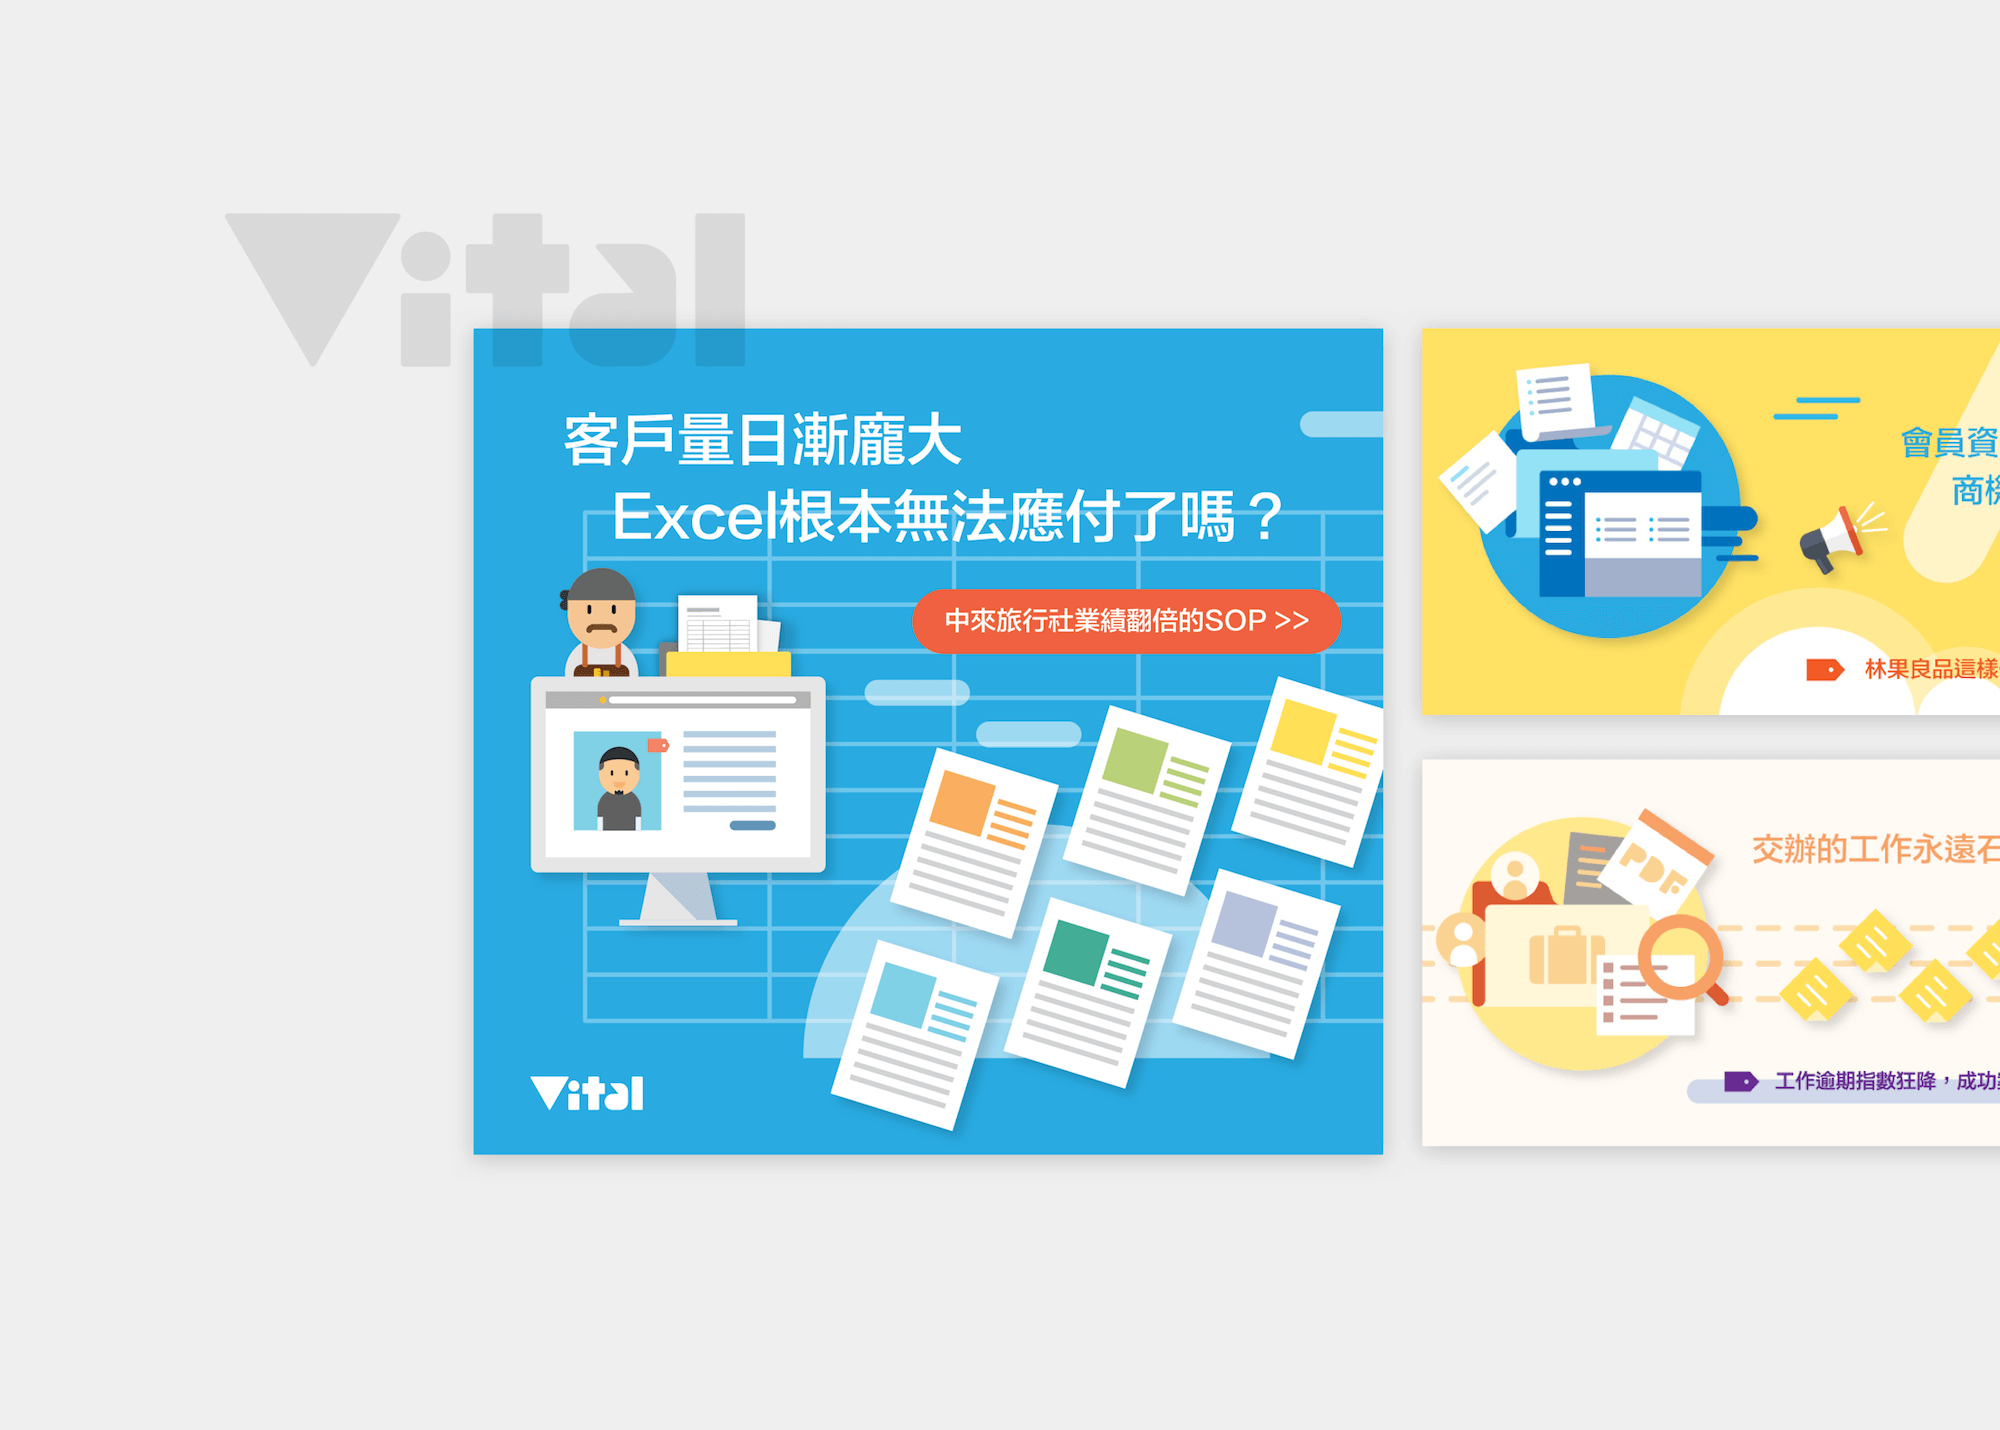 Vital
客戶量日漸龐大
Excel根本無法應付了嗎？
中來旅行社業績翻倍的SOP >>
Vital
會員資
商機
林果良品這樣
PDF
交辦的工作永遠石
工作逾期指數狂降，成功